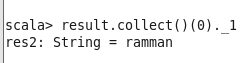 scala> result.collect()(0)._1
res2: String = ramman